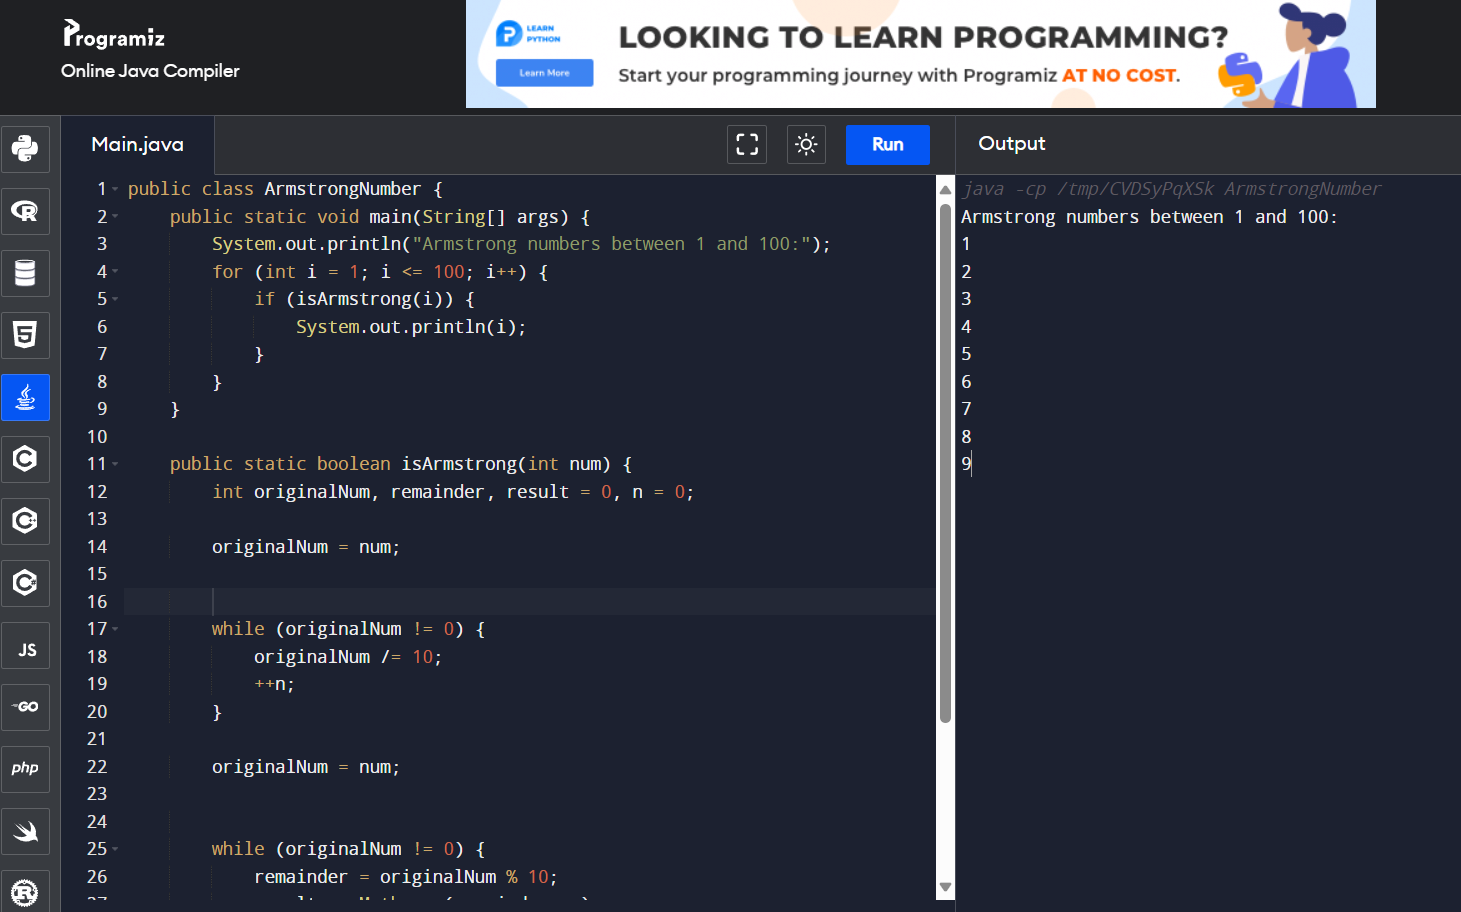 Programiz
Online Java Compiler
LEARN
PYTHON
Learn More
LOOKING TO LEARN PROGRAMMING?
Start your programming journey with Programiz AT NO COST.
Main.java
Run
Output
1 public class ArmstrongNumber {
2     public static void main(String[] args) {
3         System.out.println("Armstrong numbers between 1 and 100:");
4         for (int i = 1; i <= 100; i++) {
5             if (isArmstrong(i)) {
6                 System.out.println(i);
7             }
8         }
9     }
10
11     public static boolean isArmstrong(int num) {
12         int originalNum, remainder, result = 0, n = 0;
13
14         originalNum = num;
15
16
17         while (originalNum != 0) {
18             originalNum /= 10;
19             ++n;
20         }
21
22         originalNum = num;
23
24
25         while (originalNum != 0) {
26             remainder = originalNum % 10;
java -cp /tmp/CVDSyPqXSk ArmstrongNumber
Armstrong numbers between 1 and 100:
1
2
3
4
5
6
7
8
9
R
5
C
C++
C#
JS
GO
php
R